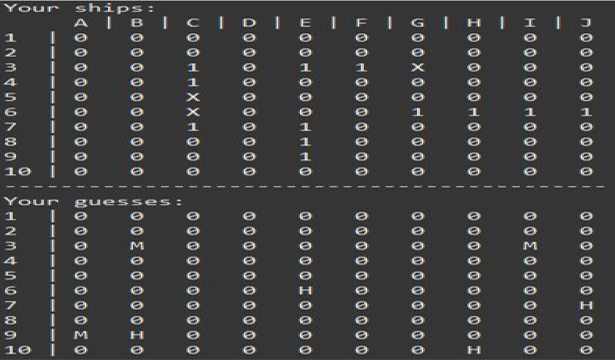 Your ships:
A | B | C | D | E | F | G | H | I | J
1 | 0 0 0 0 0 0 0 0 0 0
2 | 0 0 0 0 0 0 0 0 0 0
3 | 0 0 1 0 1 1 X 0 0 0
4 | 0 0 1 0 0 0 0 0 0 0
5 | 0 0 X 0 0 0 0 0 0 0
6 | 0 0 X 0 0 0 1 1 1 1
7 | 0 0 1 0 1 0 0 0 0 0
8 | 0 0 0 0 1 0 0 0 0 0
9 | 0 0 0 0 1 0 0 0 0 0
10 | 0 0 0 0 0 0 0 0 0 0
-------------------------------------------
Your guesses:
1 | 0 0 0 0 0 0 0 0 0 0
2 | 0 0 0 0 0 0 0 0 0 0
3 | 0 M 0 0 0 0 0 0 M 0
4 | 0 0 0 0 0 0 0 0 0 0
5 | 0 0 0 0 0 0 0 0 0 0
6 | 0 0 0 0 H 0 0 0 0 0
7 | 0 0 0 0 0 0 0 0 0 H
8 | 0 0 0 0 0 0 0 0 0 0
9 | M H 0 0 0 0 0 0 0 0
10 | 0 0 0 0 0 0 0 H 0 0